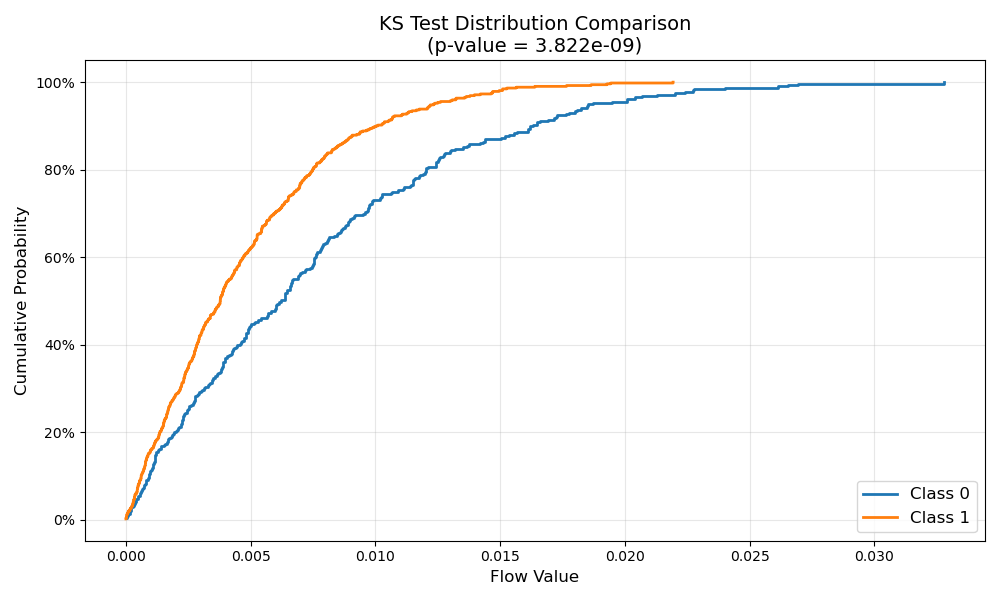 KS Test Distribution Comparison
(p-value = 3.822e-09)
Cumulative Probability
100%
80%
60%
40%
20%
0%
Class 0
Class 1
0.000 0.005 0.010 0.015 0.020 0.025 0.030
Flow Value